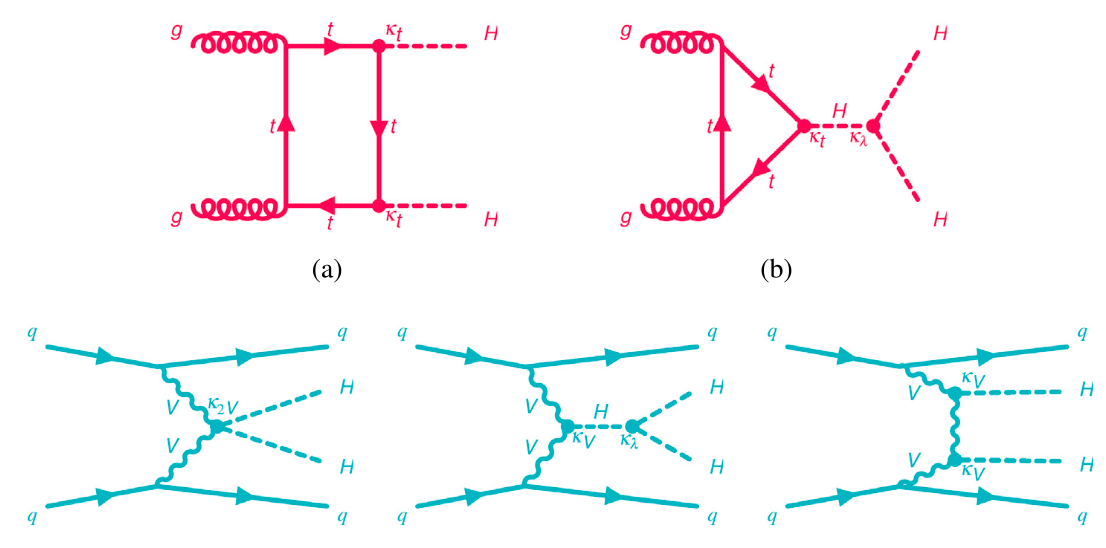 g t κt H
t t
g t κt H
g t H
t H κt κλ
g t H
(a) (b)
q q
V κ2V H
V H
q q
q q
V H H
V κV κλ H
q q
q q
V κV H
V κV H
q q